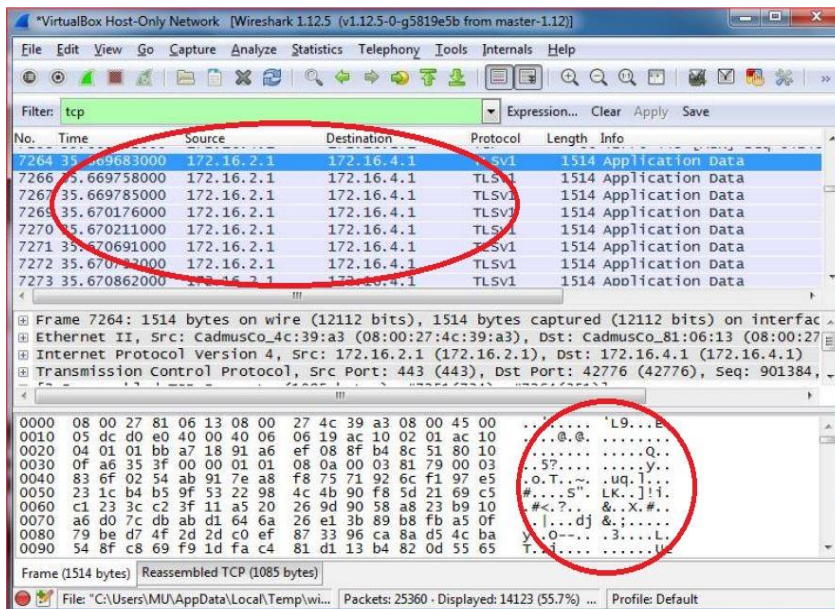 *VirtualBox Host-Only Network [Wireshark 1.12.5 (v1.12.5-0-g5819e5b from master-1.12)]
File Edit View Go Capture Analyze Statistics Telephony Tools Internals Help
Filter: tcp Expression... Clear Apply Save
No. Time Source Destination Protocol Length Info
7264 35.669683000 172.16.2.1 172.16.4.1 TLSv1 1514 Application Data
7266 35.669758000 172.16.2.1 172.16.4.1 TLSv1 1514 Application Data
7267 35.669785000 172.16.2.1 172.16.4.1 TLSv1 1514 Application Data
7269 35.670176000 172.16.2.1 172.16.4.1 TLSv1 1514 Application Data
7270 35.670211000 172.16.2.1 172.16.4.1 TLSv1 1514 Application Data
7271 35.670691000 172.16.2.1 172.16.4.1 TLSv1 1514 Application Data
7272 172.16.2.1 172.16.4.1 TLSv1 1514 Application Data
7273 35.670862000 172.16.2.1 172.16.4.1 TLSv1 1514 Application Data
Frame 7264: 1514 bytes on wire (12112 bits), 1514 bytes captured (12112 bits) on interfac
Ethernet II, Src: CadmusCo_4c:39:a3 (08:00:27:4c:39:a3), Dst: CadmusCo_81:06:13 (08:00:27
Internet Protocol Version 4, Src: 172.16.2.1 (172.16.2.1), Dst: 172.16.4.1 (172.16.4.1)
Transmission Control Protocol, Src Port: 443 (443), Dst Port: 42776 (42776), Seq: 901384,
0000 08 00 27 81 06 13 08 00 27 4c 39 a3 08 00 45 00 ..'..... 'L9...E.
0010 05 dc d0 e0 40 00 40 06 06 19 ac 10 02 01 ac 10 ....@.@. ........
0020 04 01 01 bb a7 18 91 a6 ef 08 8f b4 8c 51 80 10 ........ .....Q..
0030 0f a6 35 3f 00 00 01 01 08 0a 00 03 81 79 00 03 ..5?.... .....y..
0040 83 6f 02 54 ab 91 7e a8 f8 75 71 92 6c f1 97 e5 .o.T..~. .uq.l...
0050 23 1c b4 b5 9f 53 22 98 4c 4b 90 f8 5d 21 69 c5 #....S". LK..]!i.
0060 c1 23 3c c2 3f 11 a5 20 26 9d 90 58 a8 23 b9 10 .#<.?.. &..X.#..
0070 a6 d0 7c db ab d1 64 6a 26 e1 3b 89 b8 fb a5 0f ..|...dj &.;.....
0080 79 be d7 4f 2d 2d c0 ef 87 33 96 ca 8a d5 4c ba y..O--.. .3....L.
0090 54 8f c8 69 f9 1d fa c4 81 d1 13 b4 82 0d 55 65 T..i.... ......Ue
Frame (1514 bytes) Reassembled TCP (1085 bytes)
File: "C:\Users\MU\AppData\Local\Temp\wi... Packets: 25360 · Displayed: 14123 (55.7%) ... Profile: Default